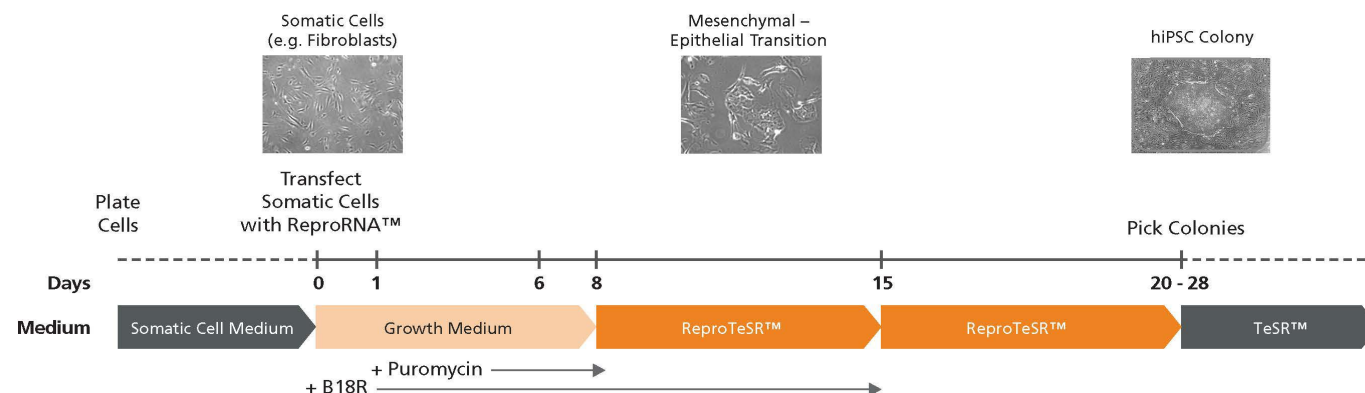 Somatic Cells
(e.g. Fibroblasts)
Mesenchymal –
Epithelial Transition
hiPSC Colony
Plate
Cells
Transfect
Somatic Cells
with ReproRNA™
Pick Colonies
Days
0
1
6
8
15
20 - 28
Medium
Somatic Cell Medium
Growth Medium
ReproTeSR™
ReproTeSR™
TeSR™
+ Puromycin
+ B18R